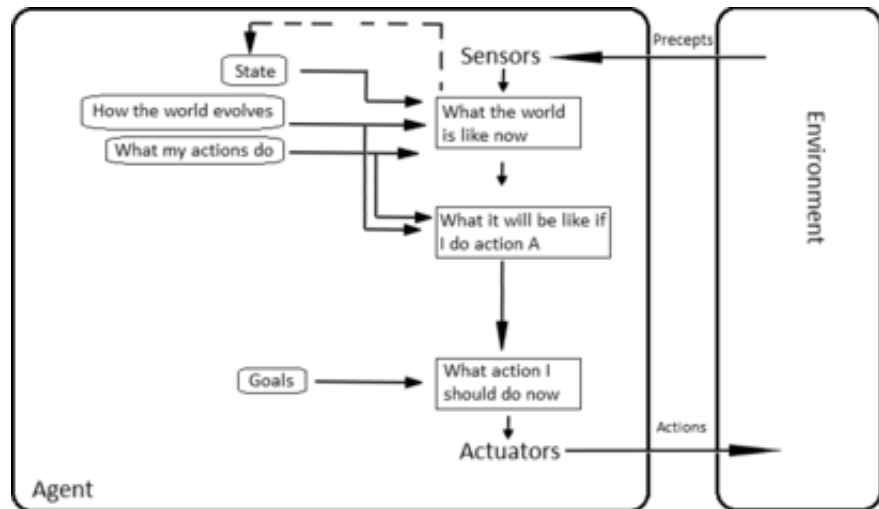 Precepts
Sensors
State
How the world evolves
What the world
is like now
What my actions do
Environment
What it will be like if
I do action A
What action I
should do now
Goals
Actions
Actuators
Agent